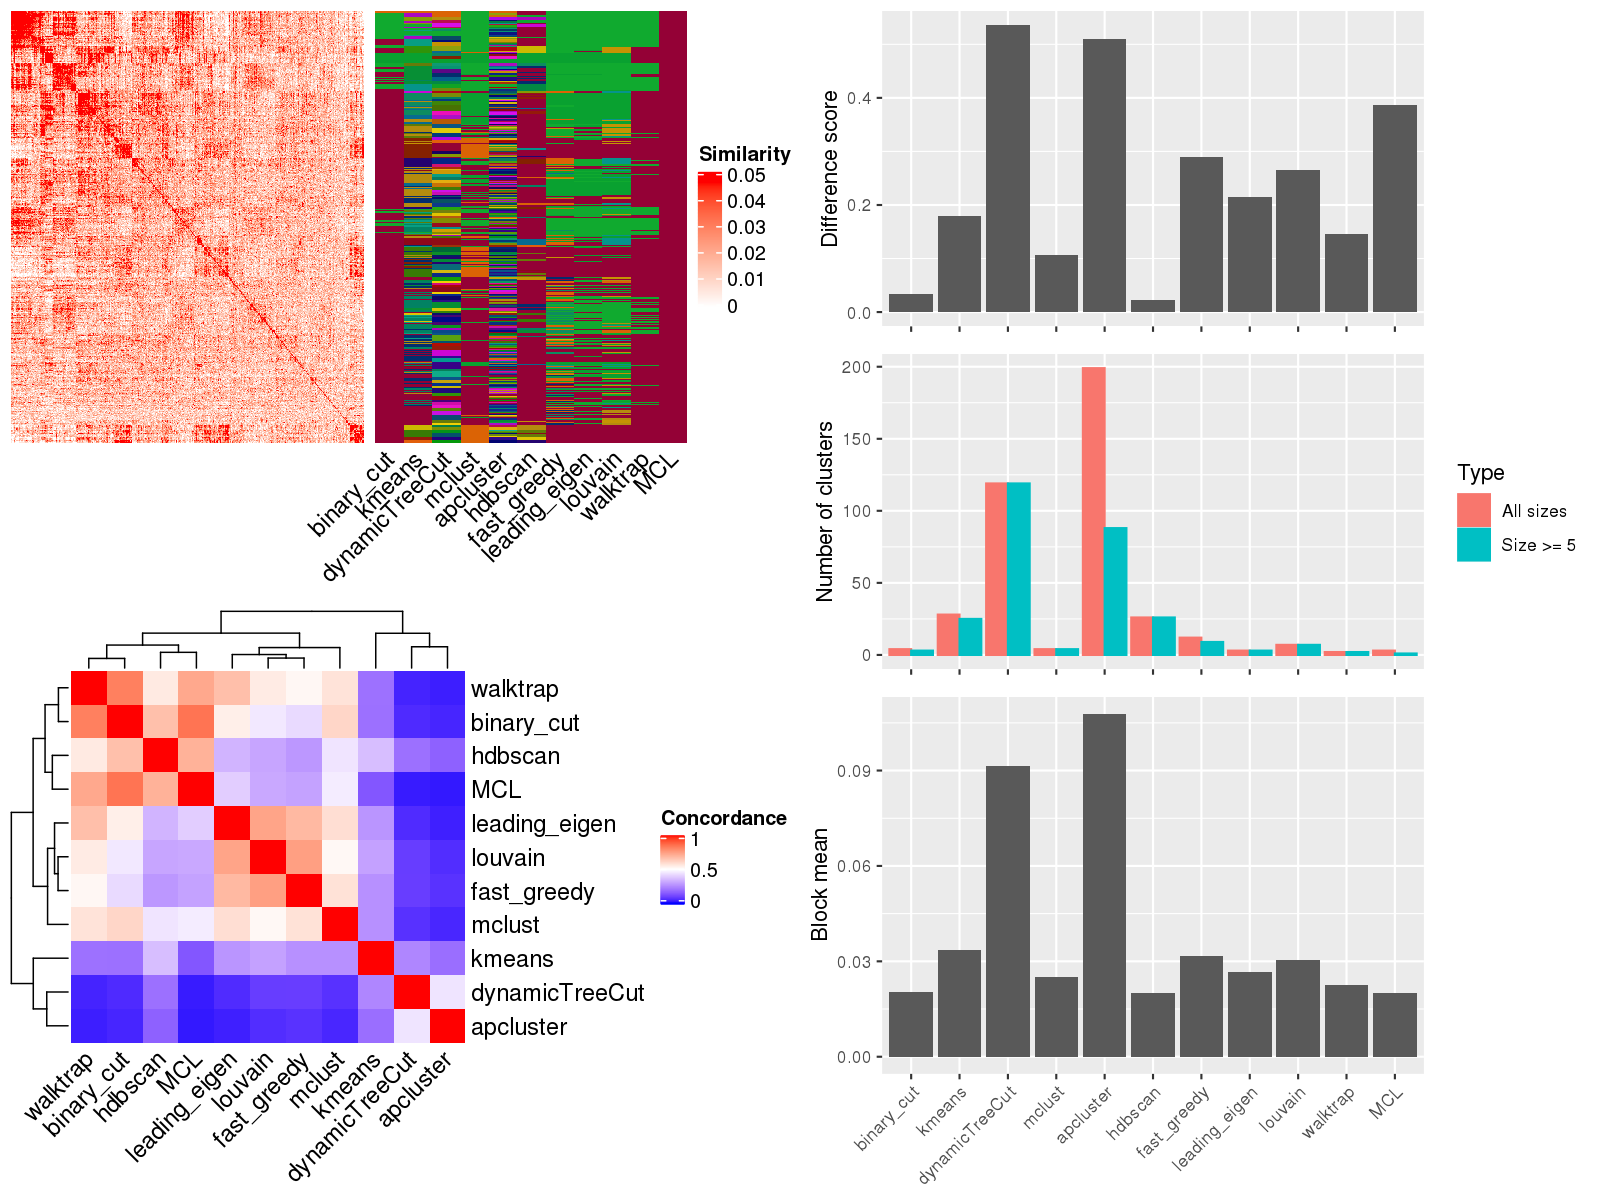 Similarity
0.05
0.04
0.03
0.02
0.01
0
binary_cut
kmeans
dynamicTreeCut
mclust
apcluster
hdbscan
fast_greedy
leading_eigen
louvain
walktrap
MCL
walktrap
binary_cut
hdbscan
MCL
leading_eigen
louvain
fast_greedy
mclust
kmeans
dynamicTreeCut
apcluster
Concordance
1
0.5
0
walktrap
binary_cut
hdbscan
MCL
leading_eigen
louvain
fast_greedy
mclust
kmeans
dynamicTreeCut
apcluster
Difference score
0.4
0.2
0.0
Number of clusters
200
150
100
50
0
Type
All sizes
Size >= 5
Block mean
0.09
0.06
0.03
0.00
binary_cut
kmeans
dynamicTreeCut
mclust
apcluster
hdbscan
fast_greedy
leading_eigen
louvain
walktrap
MCL